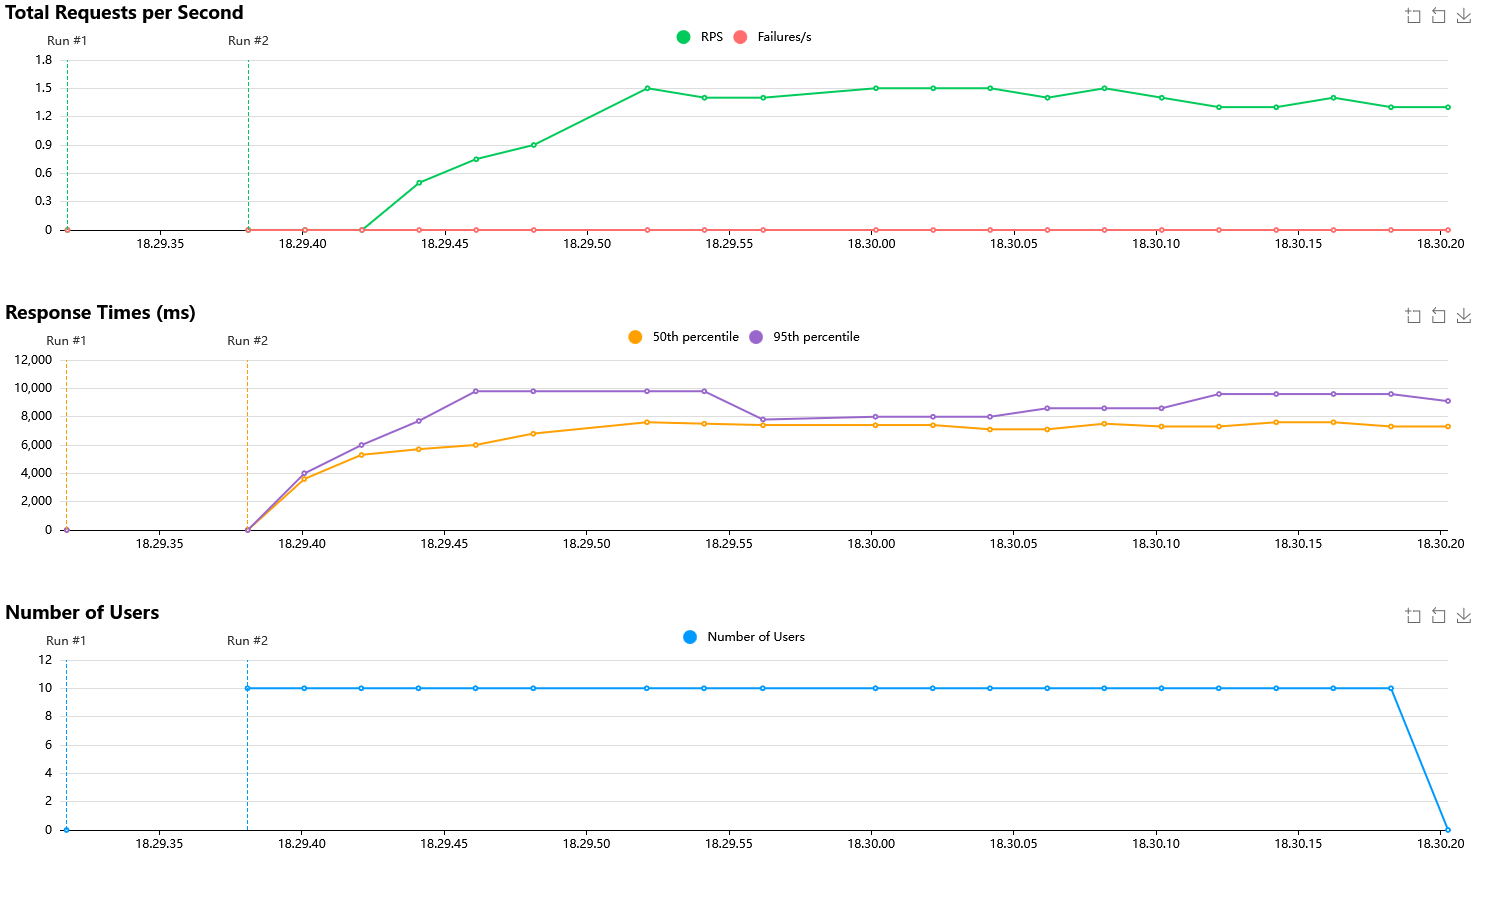 Total Requests per Second
Run #1 Run #2 RPS Failures/s
1.8
1.5
1.2
0.9
0.6
0.3
0
18.29.35 18.29.40 18.29.45 18.29.50 18.29.55 18.30.00 18.30.05 18.30.10 18.30.15 18.30.20
Response Times (ms)
Run #1 Run #2 50th percentile 95th percentile
12,000
10,000
8,000
6,000
4,000
2,000
0
18.29.35 18.29.40 18.29.45 18.29.50 18.29.55 18.30.00 18.30.05 18.30.10 18.30.15 18.30.20
Number of Users
Run #1 Run #2 Number of Users
12
10
8
6
4
2
0
18.29.35 18.29.40 18.29.45 18.29.50 18.29.55 18.30.00 18.30.05 18.30.10 18.30.15 18.30.20